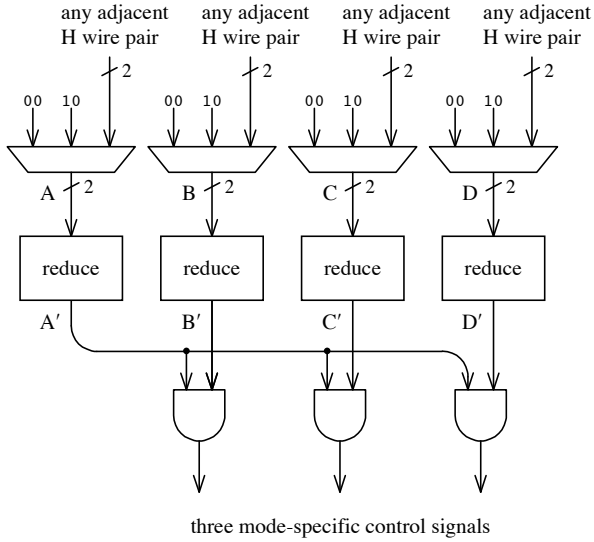 any adjacent any adjacent any adjacent any adjacent
H wire pair H wire pair H wire pair H wire pair
2 2 2 2
00 10 00 10 00 10 00 10
A 2 B 2 C 2 D 2
reduce reduce reduce reduce
A′ B′ C′ D′
three mode-specific control signals